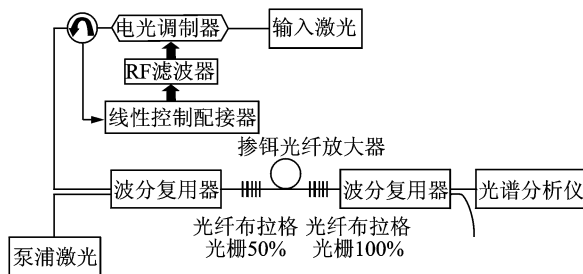 电光调制器
输入激光
RF滤波器
线性控制配接器
掺铒光纤放大器
波分复用器
波分复用器
光谱分析仪
光纤布拉格
光栅50%
光纤布拉格
光栅100%
泵浦激光